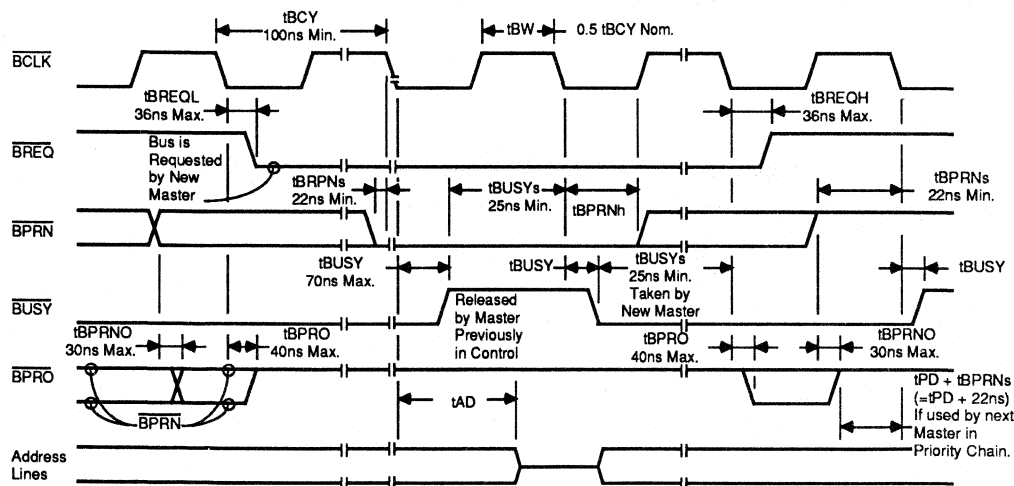 tBCY
100ns Min.
tBW
0.5 tBCY Nom.
BCLK
tBREQL
36ns Max.
tBREQH
36ns Max.
BREQ
Bus is
Requested
by New
Master
tBRPNs
22ns Min.
tBUSYs
25ns Min.
tBPRNh
tBPRNs
22ns Min.
BPRN
tBUSY
70ns Max.
tBUSY
tBUSYs
25ns Min.
Taken by
New Master
tBUSY
BUSY
Released
by Master
Previously
in Control
tBPRNO
30ns Max.
tBPRO
40ns Max.
tBPRO
40ns Max.
tBPRNO
30ns Max.
BPRO
BPRN
tAD
tPD + tBPRNs
(=tPD + 22ns)
If used by next
Master in
Priority Chain.
Address
Lines